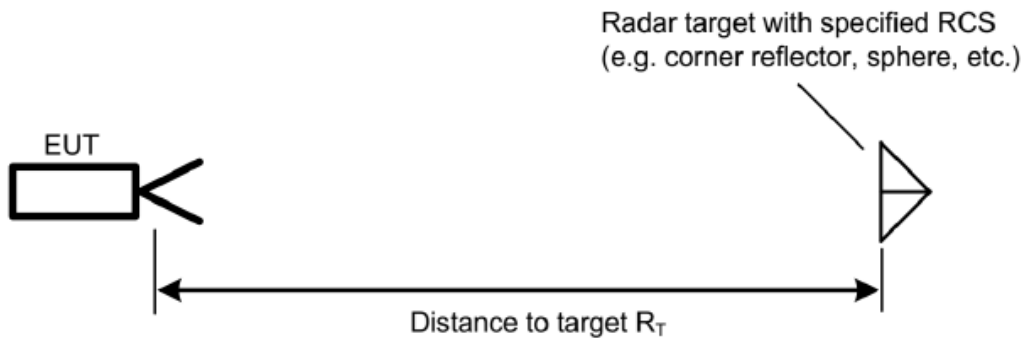 Radar target with specified RCS
(e.g. corner reflector, sphere, etc.)
EUT
Distance to target R_T